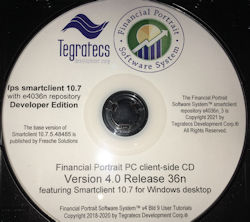 Tegratecs
development corp.
Financial Portrait
Software System™
fps smartclient 10.7
with e4036n repository
Developer Edition
The base version of
Smartclient 10.7.5.48485 is
published by Fresche Solutions
The Financial Portrait
Software System™ smartclient
repository e4036n_3 is
Copyright 2021 by
Tegratecs Development Corp.®
All Rights Reserved.
Financial Portrait PC client-side CD
Version 4.0 Release 36n
featuring Smartclient 10.7 for Windows desktop
Financial Portrait Software System™ v4 Bild 9 User Tutorials
Copyright 2018-2020 by Tegratecs Development Corp.®